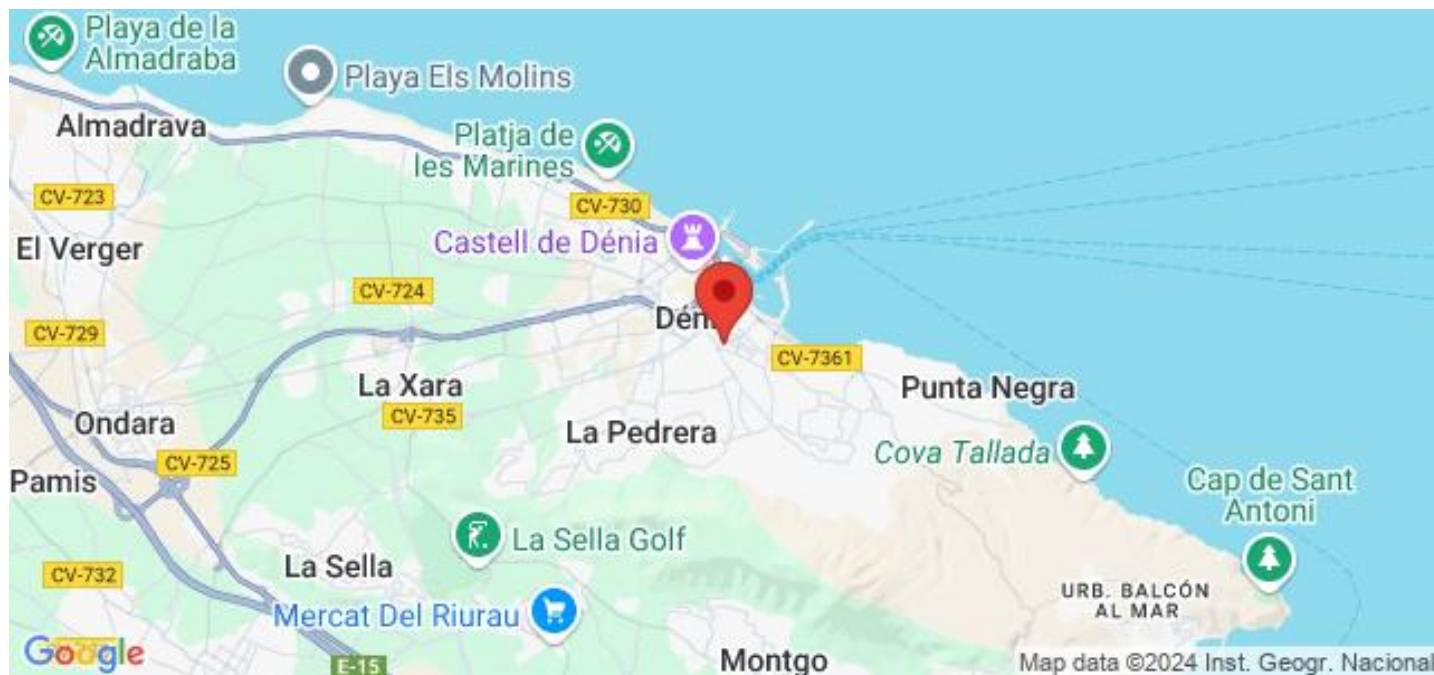 Playa de la
Almadraba
Playa Els Molins
Almadrava
Platja de
les Marines
CV-723
CV-730
El Verger
Castell de Dénia
CV-724
CV-729
CV-7361
La Xara
Punta Negra
CV-735
Ondara
La Pedrera
Cova Tallada
CV-725
Pamis
Cap de Sant
Antoni
La Sella Golf
La Sella
CV-732
URB. BALCÓN
AL MAR
Mercat Del Riurau
Google
E-15
Montgo
Map data ©2024 Inst. Geogr. Nacional